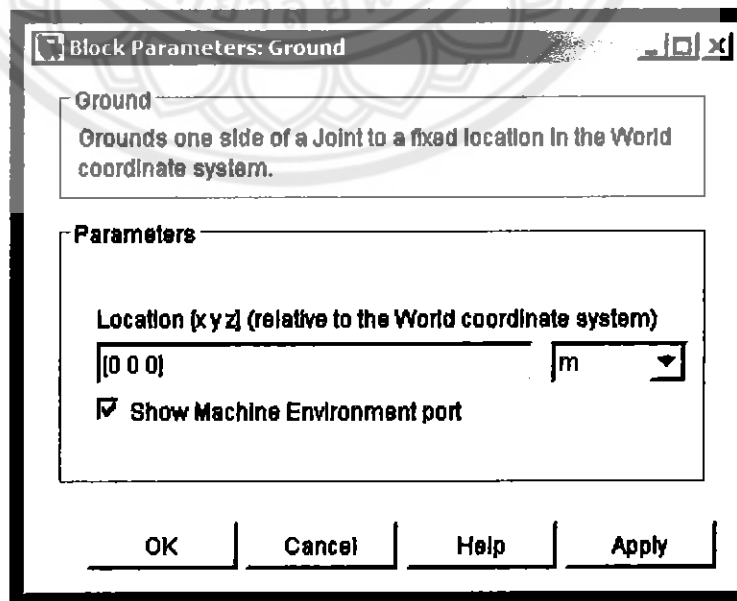 Block Parameters: Ground
Ground
Grounds one side of a Joint to a fixed location in the World
coordinate system.
Parameters
Location [x y z] (relative to the World coordinate system)
[0 0 0]
m
Show Machine Environment port
OK
Cancel
Help
Apply